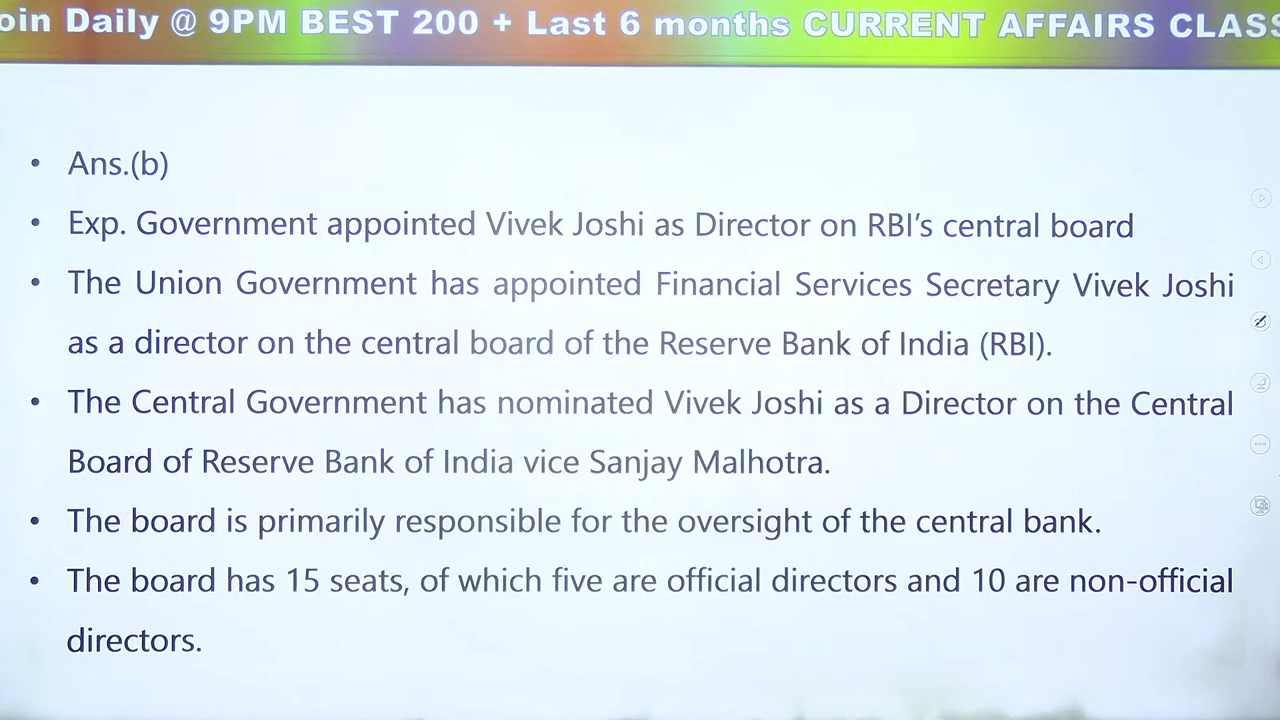 oin Daily @ 9PM BEST 200 + Last 6 months CURRENT AFFAIRS CLASS
• Ans.(b)
• Exp. Government appointed Vivek Joshi as Director on RBI’s central board
• The Union Government has appointed Financial Services Secretary Vivek Joshi
as a director on the central board of the Reserve Bank of India (RBI).
• The Central Government has nominated Vivek Joshi as a Director on the Central
Board of Reserve Bank of India vice Sanjay Malhotra.
• The board is primarily responsible for the oversight of the central bank.
• The board has 15 seats, of which five are official directors and 10 are non-official
directors.